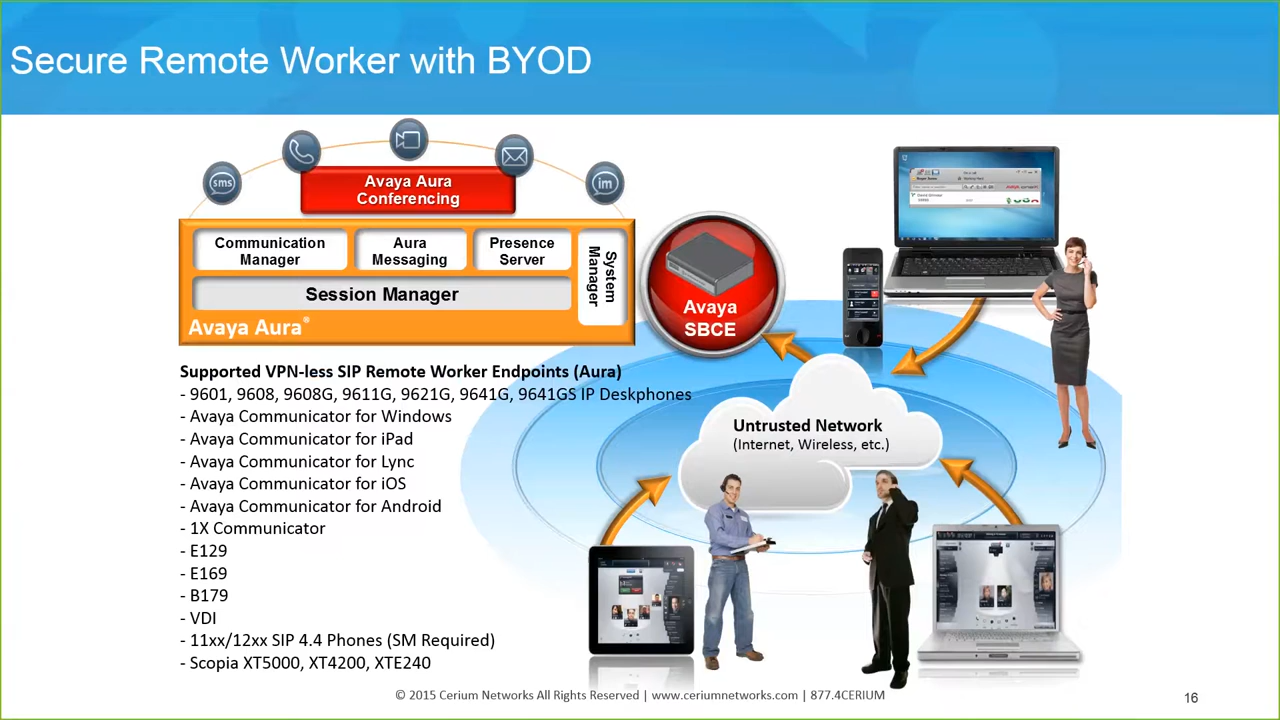 Secure Remote Worker with BYOD
sms
im
Avaya Aura
Conferencing
Communication
Manager
Aura
Messaging
Presence
Server
System
Manager
Session Manager
Avaya Aura®
Avaya
SBCE
Supported VPN-less SIP Remote Worker Endpoints (Aura)
- 9601, 9608, 9608G, 9611G, 9621G, 9641G, 9641GS IP Deskphones
- Avaya Communicator for Windows
- Avaya Communicator for iPad
- Avaya Communicator for Lync
- Avaya Communicator for iOS
- Avaya Communicator for Android
- 1X Communicator
- E129
- E169
- B179
- VDI
- 11xx/12xx SIP 4.4 Phones (SM Required)
- Scopia XT5000, XT4200, XTE240
Untrusted Network
(Internet, Wireless, etc.)
© 2015 Cerium Networks All Rights Reserved | www.ceriumnetworks.com | 877.4CERIUM
16